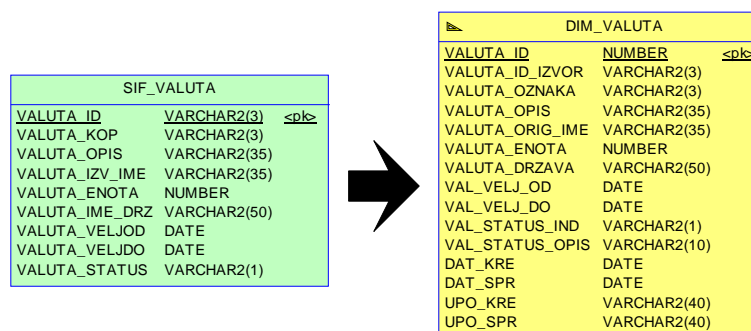 SIF_VALUTA
VALUTA_ID VARCHAR2(3) <pk>
VALUTA_KOP VARCHAR2(3)
VALUTA_OPIS VARCHAR2(35)
VALUTA_IZV_IME VARCHAR2(35)
VALUTA_ENOTA NUMBER
VALUTA_IME_DRZ VARCHAR2(50)
VALUTA_VELJOD DATE
VALUTA_VELJDO DATE
VALUTA_STATUS VARCHAR2(1)
DIM_VALUTA
VALUTA_ID NUMBER <pk>
VALUTA_ID_IZVOR VARCHAR2(3)
VALUTA_OZNAKA VARCHAR2(3)
VALUTA_OPIS VARCHAR2(35)
VALUTA_ORIG_IME VARCHAR2(35)
VALUTA_ENOTA NUMBER
VALUTA_DRZAVA VARCHAR2(50)
VAL_VELJ_OD DATE
VAL_VELJ_DO DATE
VAL_STATUS_IND VARCHAR2(1)
VAL_STATUS_OPIS VARCHAR2(10)
DAT_KRE DATE
DAT_SPR DATE
UPO_KRE VARCHAR2(40)
UPO_SPR VARCHAR2(40)